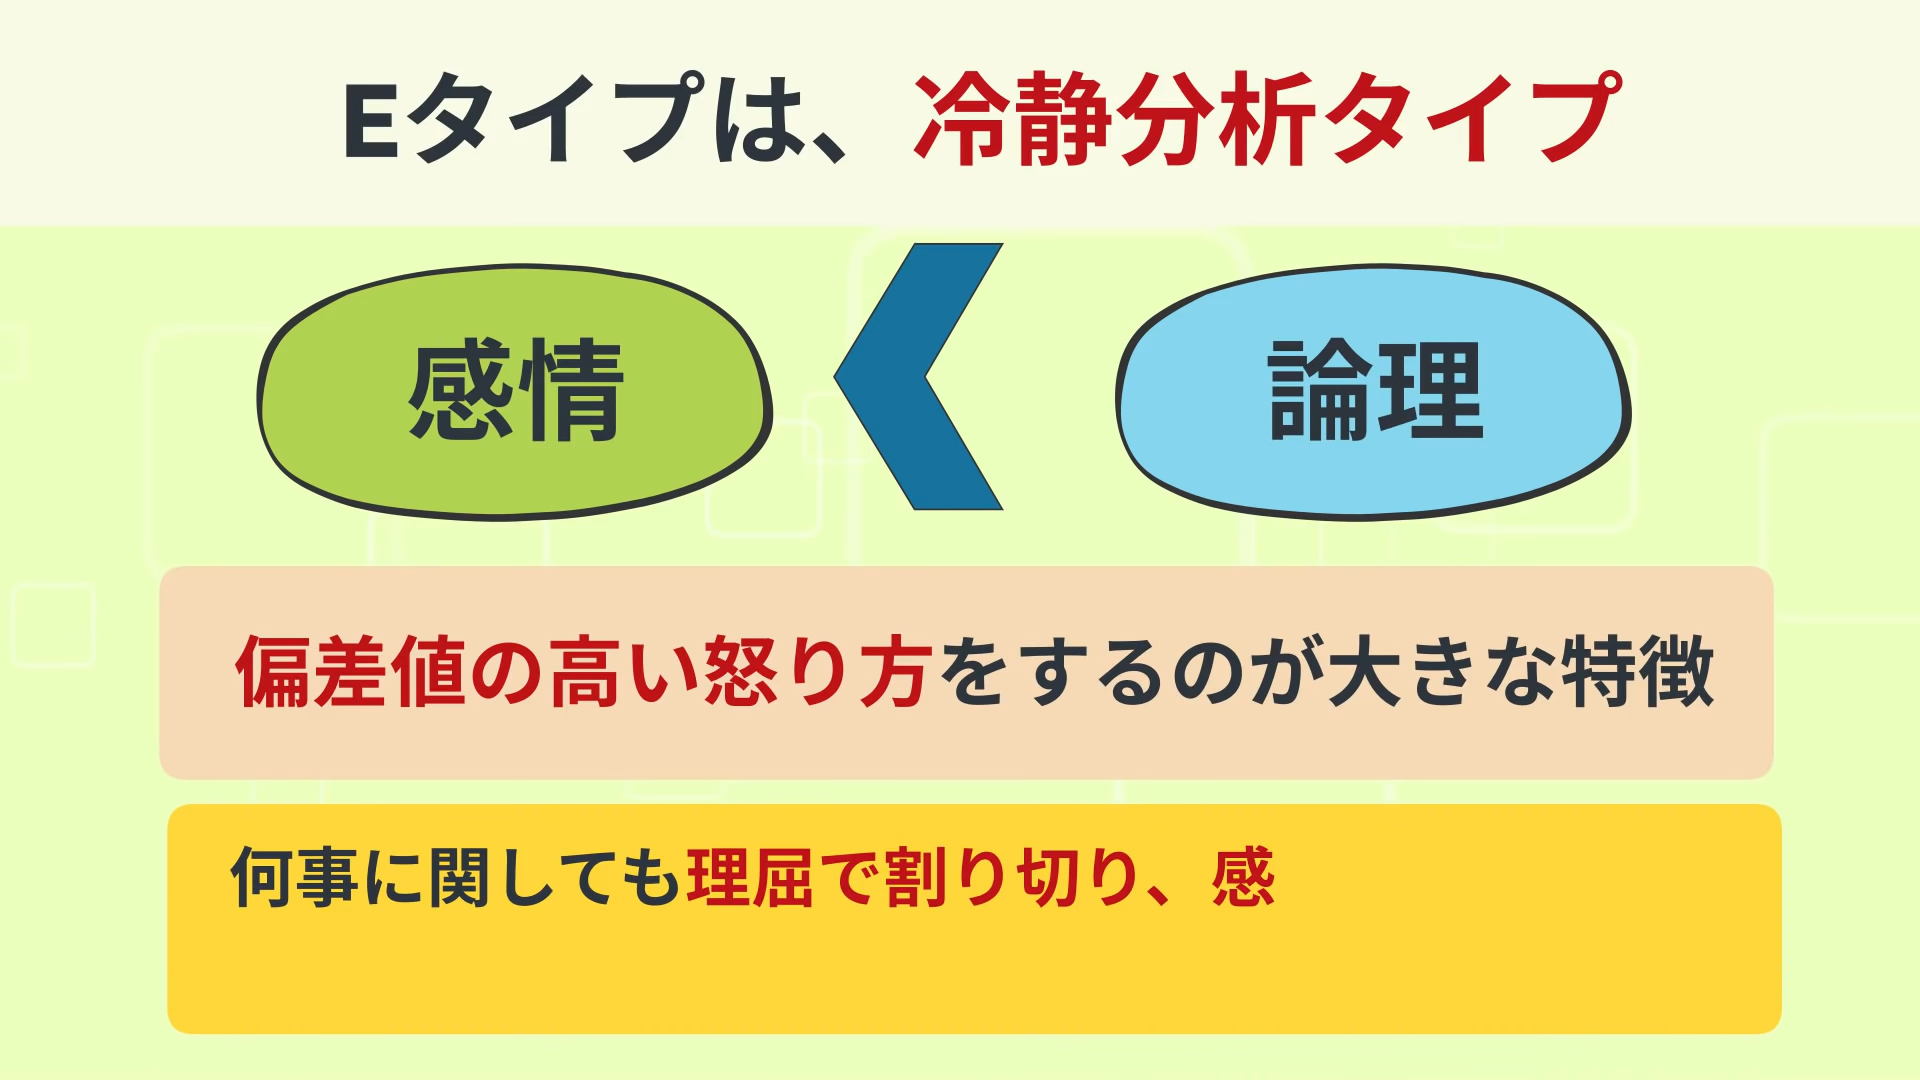 Eタイプは、冷静分析タイプ
感情
論理
偏差値の高い怒り方をするのが大きな特徴
何事に関しても理屈で割り切り、感